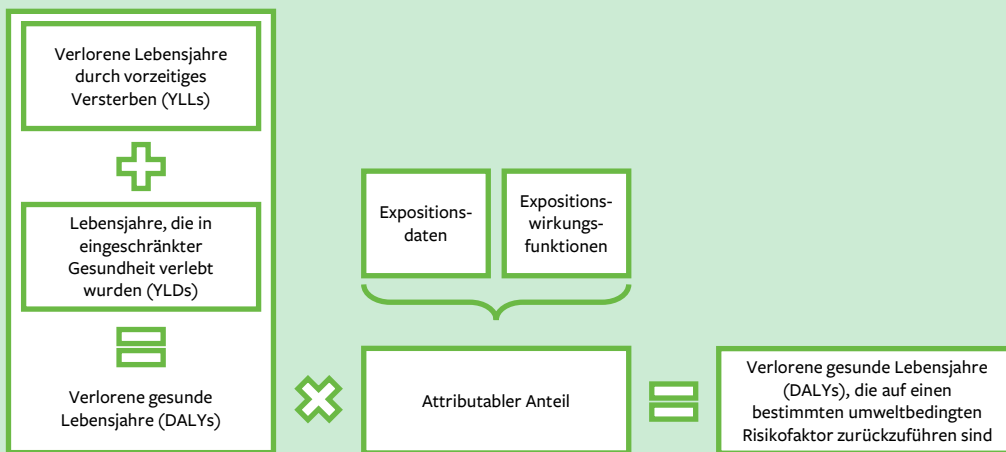 Verlorene Lebensjahre
durch vorzeitiges
Versterben (YLLs)
Lebensjahre, die in
eingeschränkter
Gesundheit verlebt
wurden (YLDs)
Verlorene gesunde
Lebensjahre (DALYs)
Expositions-
daten
Expositions-
wirkungs-
funktionen
Attributabler Anteil
Verlorene gesunde Lebensjahre
(DALYs), die auf einen
bestimmten umweltbedingten
Risikofaktor zurückzuführen sind